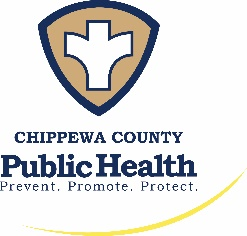 CHIPPEWA COUNTY
Public Health
Prevent. Promote. Protect.